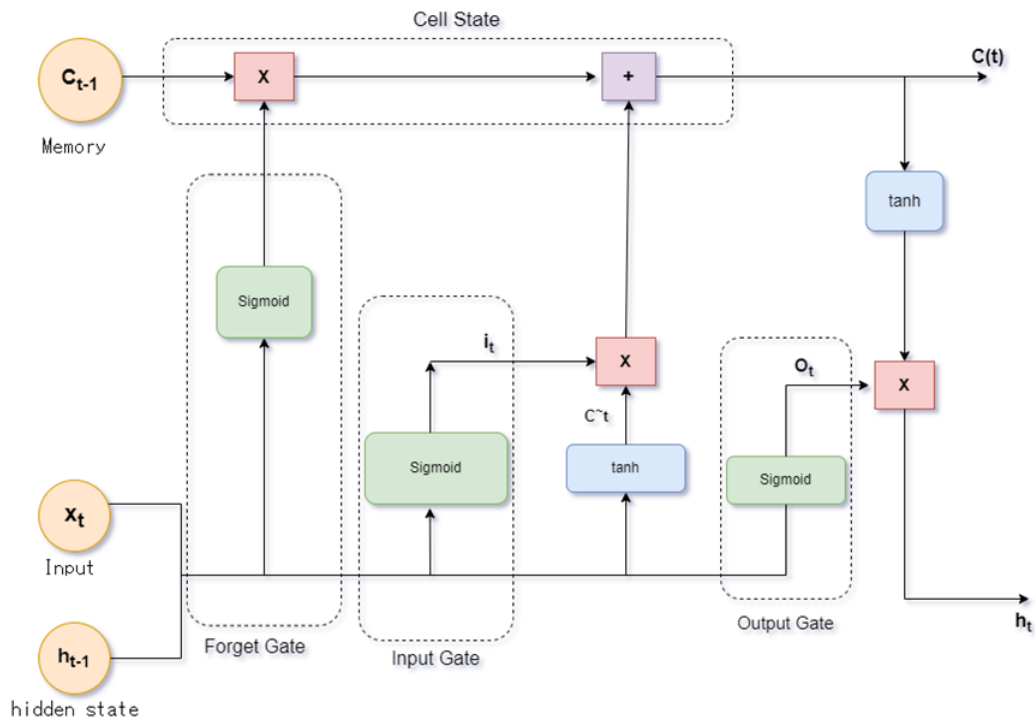 Cell State
C(t)
Ct-1
X
+
Memory
tanh
Sigmoid
it
X
Ot
X
C~t
Sigmoid
tanh
Sigmoid
Xt
Input
ht
Output Gate
Forget Gate
Input Gate
ht-1
hidden state